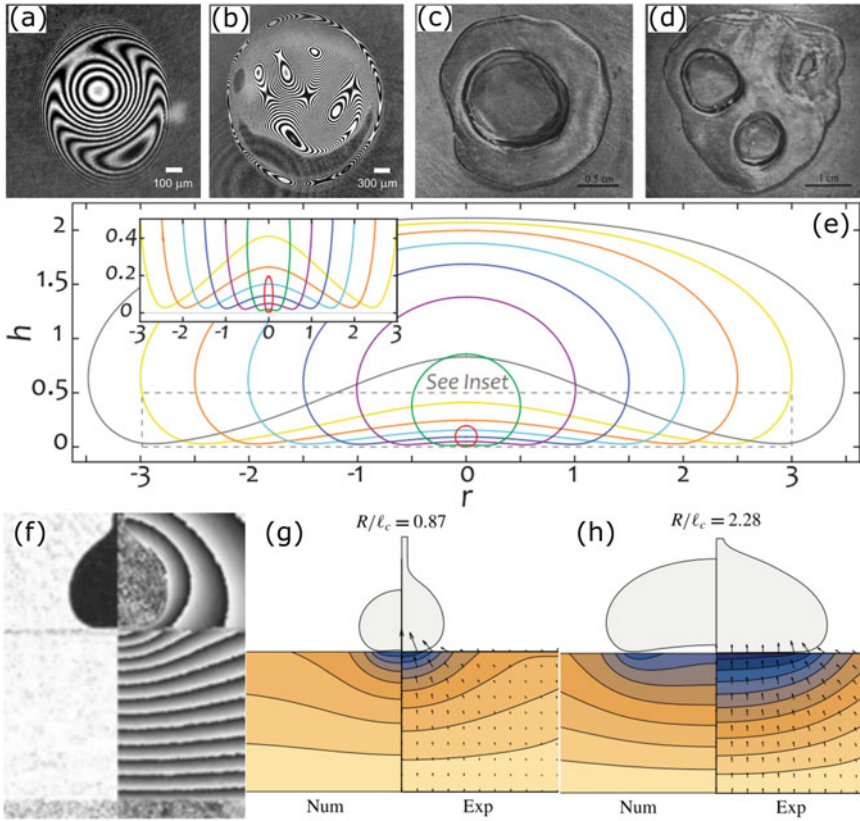 (a)
(b)
(c)
(d)
100 μm
300 μm
0.5 cm
1 cm
(e)
h
2
1.5
1
0.5
0
0.4
0.2
0
-3 -2 -1 0 1 2 3
See Inset
-3 -2 -1 0 1 2 3
r
(f)
(g)
R/ℓc = 0.87
(h)
R/ℓc = 2.28
Num Exp
Num Exp